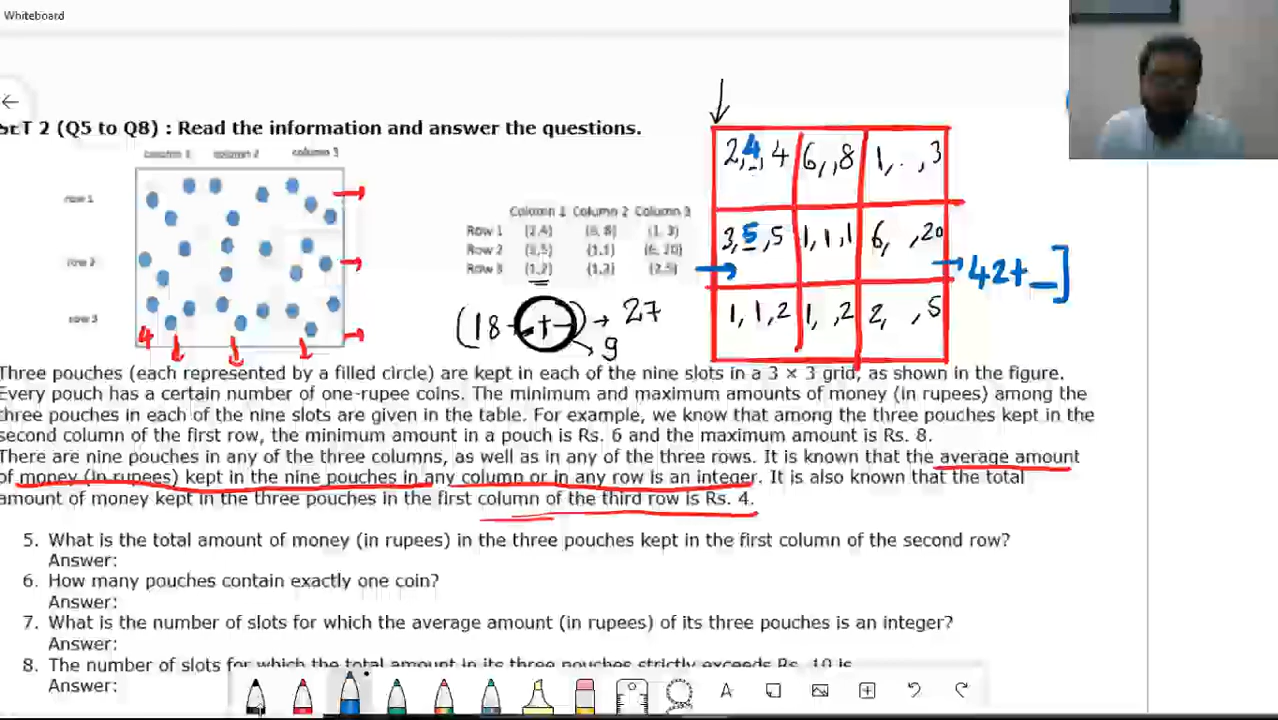 Whiteboard
SET 2 (Q5 to Q8) : Read the information and answer the questions.
column 1 column 2 column 3
row 1
row 2
row 3
4
Column 1 Column 2 Column 3
Row 1 (2,4) (6, 8) (1, 3)
Row 2 (3,5) (1,1) (6, 20)
Row 3 (1,2) (1,2) (2,5)
(18 + ) → 27
9
2, 4, 4 6, , 8 1, .. , 3
3, 5, 5 1, 1, 1 6, , 20
→ 42+ _ ]
1, 1, 2 1, , 2 2, , 5
Three pouches (each represented by a filled circle) are kept in each of the nine slots in a 3 × 3 grid, as shown in the figure.
Every pouch has a certain number of one-rupee coins. The minimum and maximum amounts of money (in rupees) among the
three pouches in each of the nine slots are given in the table. For example, we know that among the three pouches kept in the
second column of the first row, the minimum amount in a pouch is Rs. 6 and the maximum amount is Rs. 8.
There are nine pouches in any of the three columns, as well as in any of the three rows. It is known that the average amount
of money (in rupees) kept in the nine pouches in any column or in any row is an integer. It is also known that the total
amount of money kept in the three pouches in the first column of the third row is Rs. 4.
5. What is the total amount of money (in rupees) in the three pouches kept in the first column of the second row?
Answer:
6. How many pouches contain exactly one coin?
Answer:
7. What is the number of slots for which the average amount (in rupees) of its three pouches is an integer?
Answer:
8. The number of slots for which the total amount in its three pouches strictly exceeds Rs. 10 is
Answer: